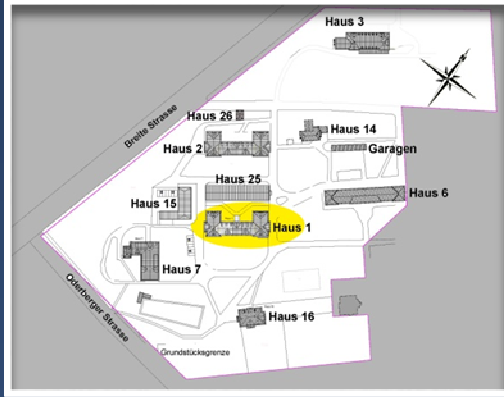 Haus 3
Breite Strasse
Haus 26
Haus 14
Haus 2
Garagen
Haus 25
Haus 6
Haus 15
Haus 1
Haus 7
Oderberger Strasse
Haus 16
Grundstücksgrenze